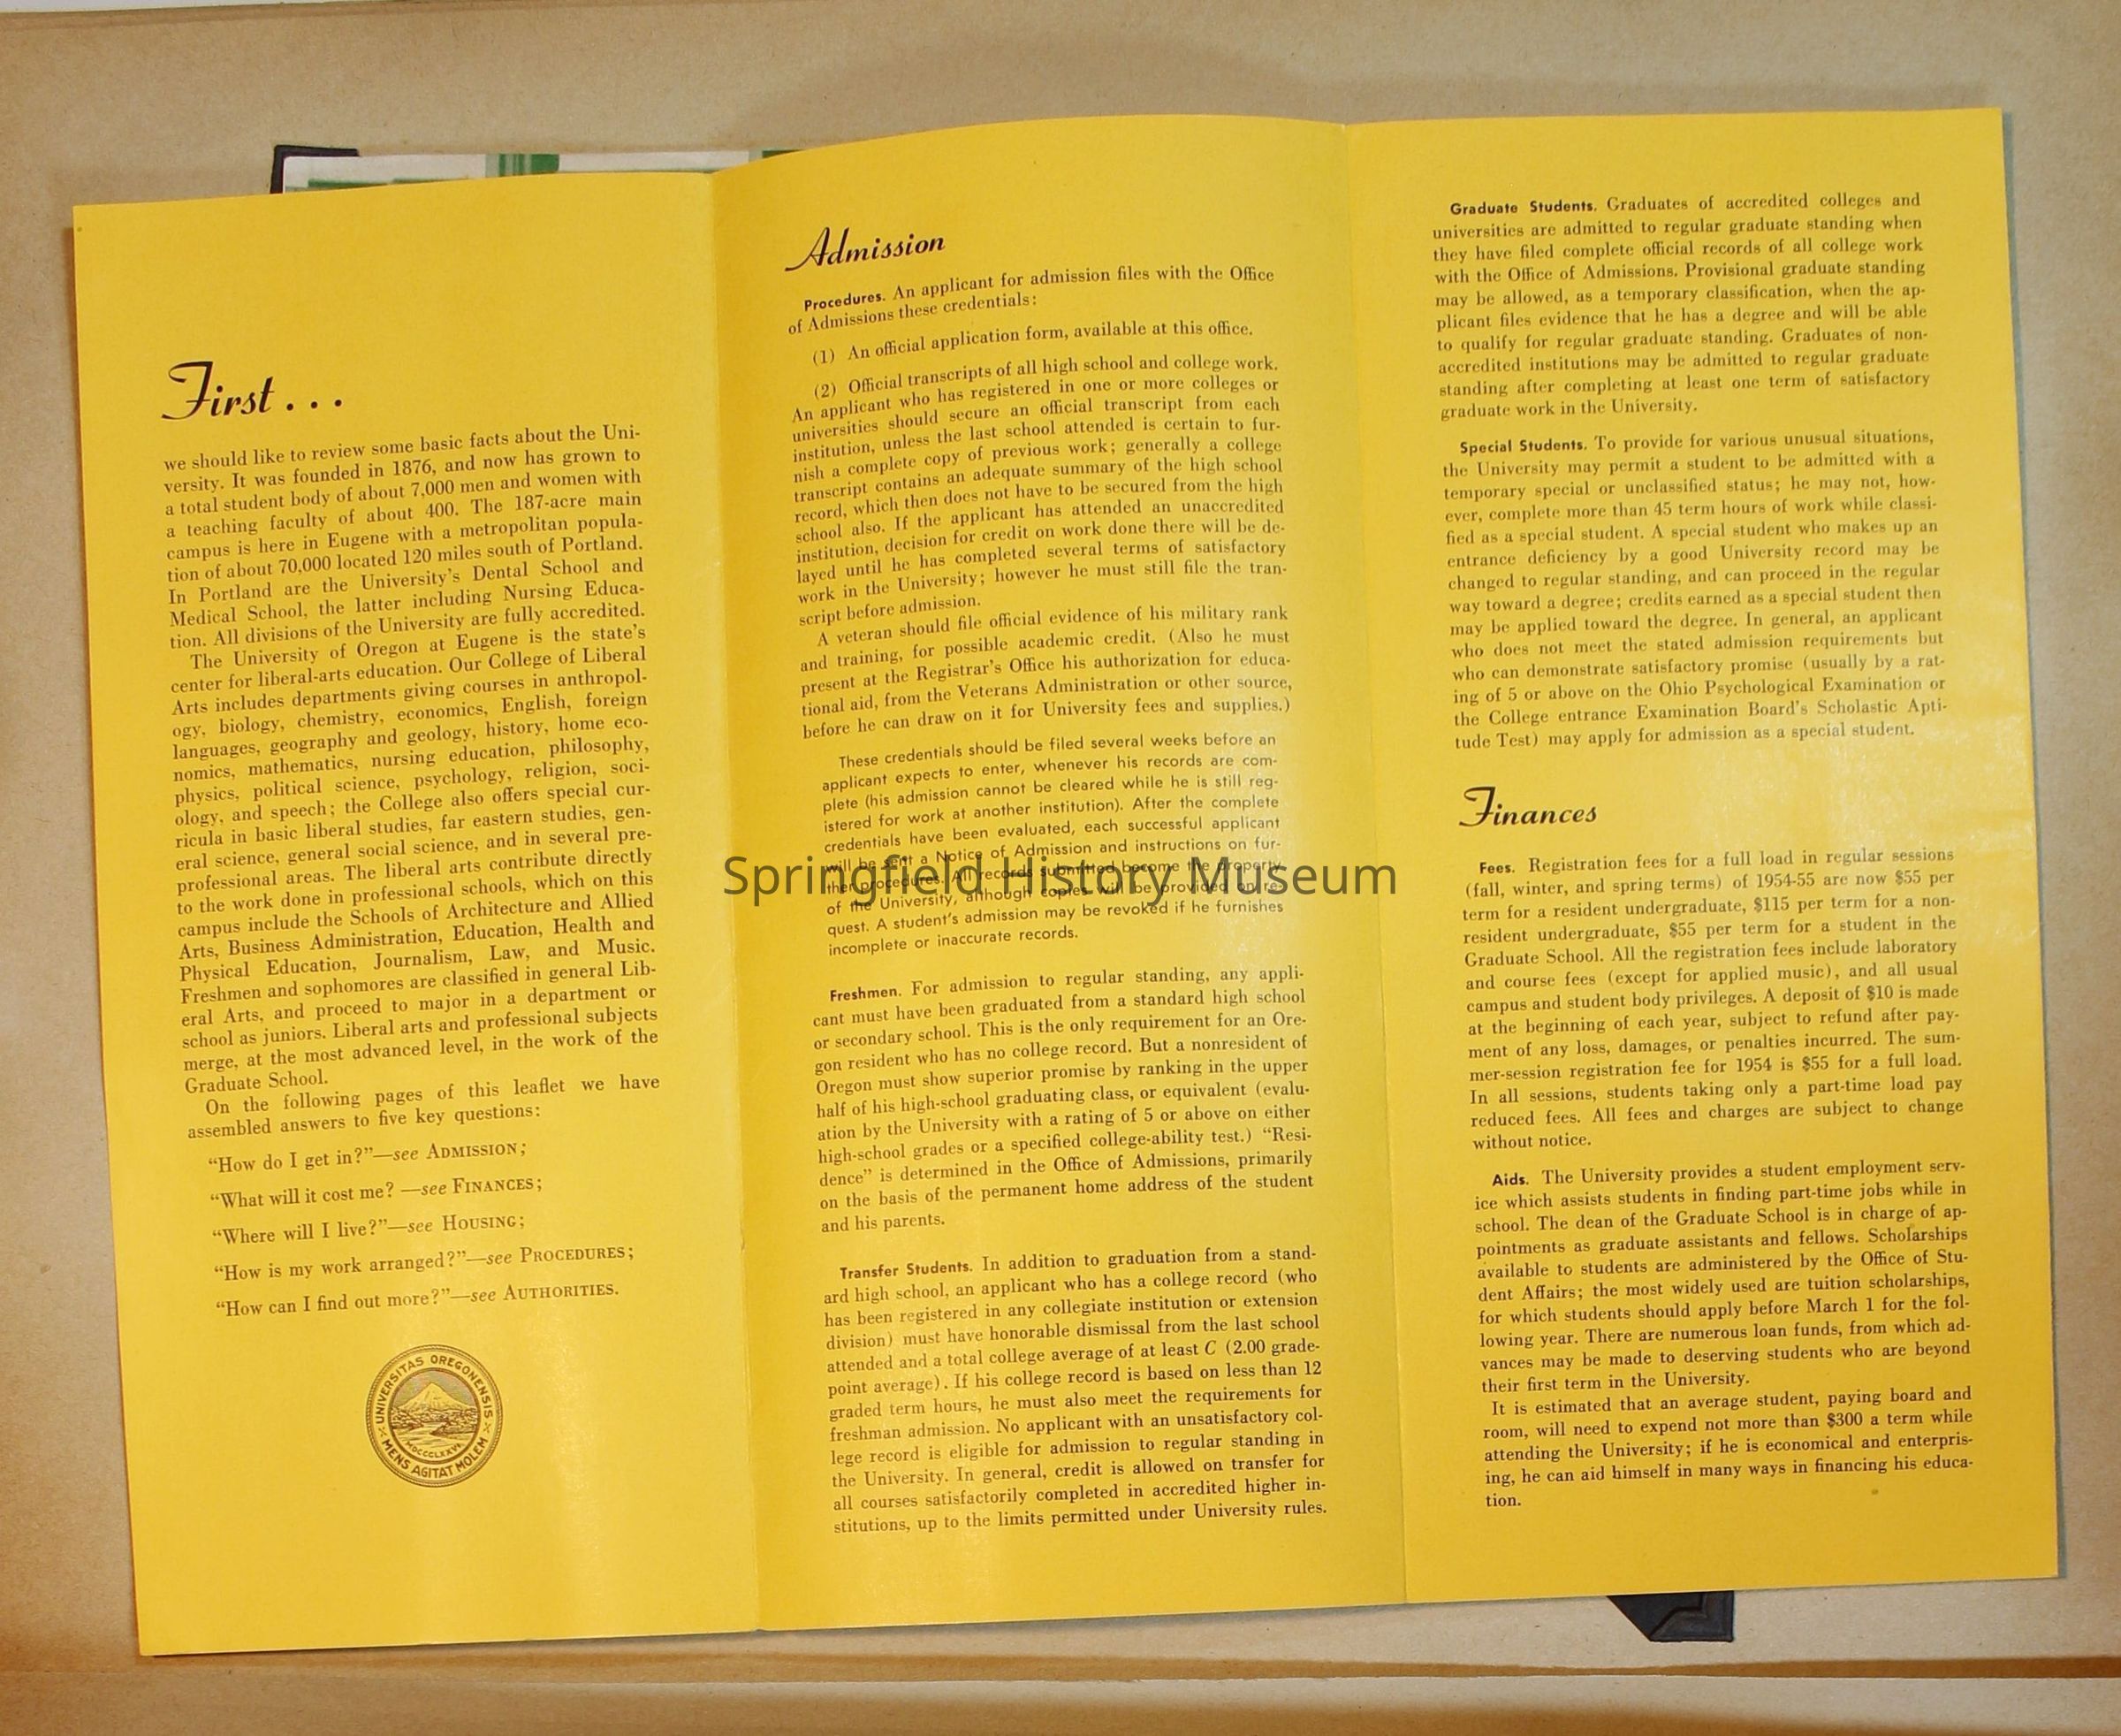 First...
we should like to review some basic facts about the Uni-
versity. It was founded in 1876, and now has grown to
a total student body of about 7,000 men and women with
a teaching faculty of about 400. The 187-acre main
campus is here in Eugene with a metropolitan popula-
tion of about 70,000 located 120 miles south of Portland.
In Portland are the University's Dental School and
Medical School, the latter including Nursing Educa-
tion. All divisions of the University are fully accredited.
The University of Oregon at Eugene is the state's
center for liberal-arts education. Our College of Liberal
Arts includes departments giving courses in anthropol-
ogy, biology, chemistry, economics, English, foreign
languages, geography and geology, history, home eco-
nomics, mathematics, nursing education, philosophy,
physics, political science, psychology, religion, soci-
ology, and speech; the College also offers special cur-
ricula in basic liberal studies, far eastern studies, gen-
eral science, general social science, and in several pre-
professional areas. The liberal arts contribute directly
to the work done in professional schools, which on this
campus include the Schools of Architecture and Allied
Arts, Business Administration, Education, Health and
Physical Education, Journalism, Law, and Music.
Freshmen and sophomores are classified in general Lib-
eral Arts, and proceed to major in a department or
school as juniors. Liberal arts and professional subjects
merge, at the most advanced level, in the work of the
Graduate School.
On the following pages of this leaflet we have
assembled answers to five key questions:
"How do I get in?"—see ADMISSION;
"What will it cost me? —see FINANCES;
"Where will I live?"—see HOUSING;
"How is my work arranged?"—see PROCEDURES;
"How can I find out more?"—see AUTHORITIES.
UNIVERSITAS OREGONENSIS
MDCCCLXXVI
MENS AGITAT MOLEM
Admission
Procedures. An applicant for admission files with the Office
of Admissions these credentials:
(1) An official application form, available at this office.
(2) Official transcripts of all high school and college work.
An applicant who has registered in one or more colleges or
universities should secure an official transcript from each
institution, unless the last school attended is certain to fur-
nish a complete copy of previous work; generally a college
transcript contains an adequate summary of the high school
record, which then does not have to be secured from the high
school also. If the applicant has attended an unaccredited
institution, decision for credit on work done there will be de-
layed until he has completed several terms of satisfactory
work in the University; however he must still file the tran-
script before admission.
A veteran should file official evidence of his military rank
and training, for possible academic credit. (Also he must
present at the Registrar's Office his authorization for educa-
tional aid, from the Veterans Administration or other source,
before he can draw on it for University fees and supplies.)
These credentials should be filed several weeks before an
applicant expects to enter, whenever his records are com-
plete (his admission cannot be cleared while he is still reg-
istered for work at another institution). After the complete
credentials have been evaluated, each successful applicant
will be sent a Notice of Admission and instructions on fur-
ther procedures. All records submitted become the property
of the University, although copies will be provided on re-
quest. A student's admission may be revoked if he furnishes
incomplete or inaccurate records.
Freshmen. For admission to regular standing, any appli-
cant must have been graduated from a standard high school
or secondary school. This is the only requirement for an Ore-
gon resident who has no college record. But a nonresident of
Oregon must show superior promise by ranking in the upper
half of his high-school graduating class, or equivalent (evalu-
ation by the University with a rating of 5 or above on either
high-school grades or a specified college-ability test.) "Resi-
dence" is determined in the Office of Admissions, primarily
on the basis of the permanent home address of the student
and his parents.
Transfer Students. In addition to graduation from a stand-
ard high school, an applicant who has a college record (who
has been registered in any collegiate institution or extension
division) must have honorable dismissal from the last school
attended and a total college average of at least C (2.00 grade-
point average). If his college record is based on less than 12
graded term hours, he must also meet the requirements for
freshman admission. No applicant with an unsatisfactory col-
lege record is eligible for admission to regular standing in
the University. In general, credit is allowed on transfer for
all courses satisfactorily completed in accredited higher in-
stitutions, up to the limits permitted under University rules.
Graduate Students. Graduates of accredited colleges and
universities are admitted to regular graduate standing when
they have filed complete official records of all college work
with the Office of Admissions. Provisional graduate standing
may be allowed, as a temporary classification, when the ap-
plicant files evidence that he has a degree and will be able
to qualify for regular graduate standing. Graduates of non-
accredited institutions may be admitted to regular graduate
standing after completing at least one term of satisfactory
graduate work in the University.
Special Students. To provide for various unusual situations,
the University may permit a student to be admitted with a
temporary special or unclassified status; he may not, how-
ever, complete more than 45 term hours of work while classi-
fied as a special student. A special student who makes up an
entrance deficiency by a good University record may be
changed to regular standing, and can proceed in the regular
way toward a degree; credits earned as a special student then
may be applied toward the degree. In general, an applicant
who does not meet the stated admission requirements but
who can demonstrate satisfactory promise (usually by a rat-
ing of 5 or above on the Ohio Psychological Examination or
the College entrance Examination Board's Scholastic Apti-
tude Test) may apply for admission as a special student.
Finances
Fees. Registration fees for a full load in regular sessions
(fall, winter, and spring terms) of 1954-55 are now $55 per
term for a resident undergraduate, $115 per term for a non-
resident undergraduate, $55 per term for a student in the
Graduate School. All the registration fees include laboratory
and course fees (except for applied music), and all usual
campus and student body privileges. A deposit of $10 is made
at the beginning of each year, subject to refund after pay-
ment of any loss, damages, or penalties incurred. The sum-
mer-session registration fee for 1954 is $55 for a full load.
In all sessions, students taking only a part-time load pay
reduced fees. All fees and charges are subject to change
without notice.
Aids. The University provides a student employment serv-
ice which assists students in finding part-time jobs while in
school. The dean of the Graduate School is in charge of ap-
pointments as graduate assistants and fellows. Scholarships
available to students are administered by the Office of Stu-
dent Affairs; the most widely used are tuition scholarships,
for which students should apply before March 1 for the fol-
lowing year. There are numerous loan funds, from which ad-
vances may be made to deserving students who are beyond
their first term in the University.
It is estimated that an average student, paying board and
room, will need to expend not more than $300 a term while
attending the University; if he is economical and enterpris-
ing, he can aid himself in many ways in financing his educa-
tion.
Springfield History Museum